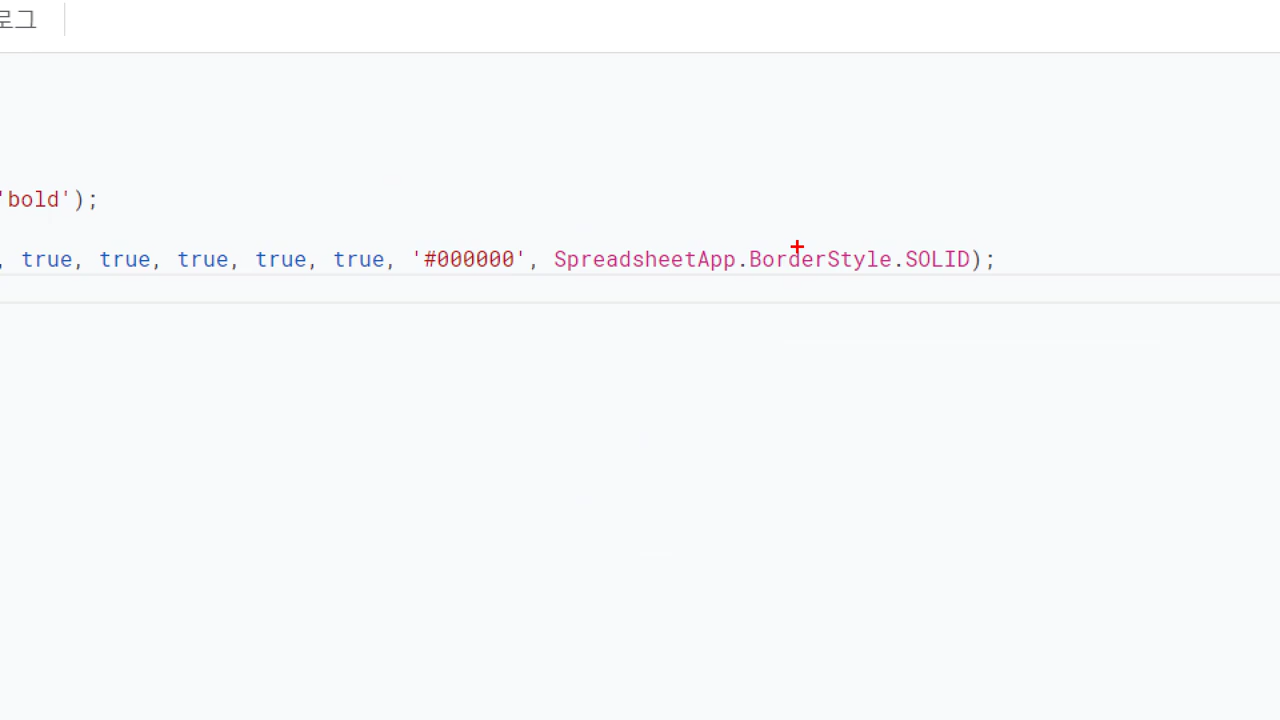 로그
'bold');
, true, true, true, true, true, '#000000', SpreadsheetApp.BorderStyle.SOLID);